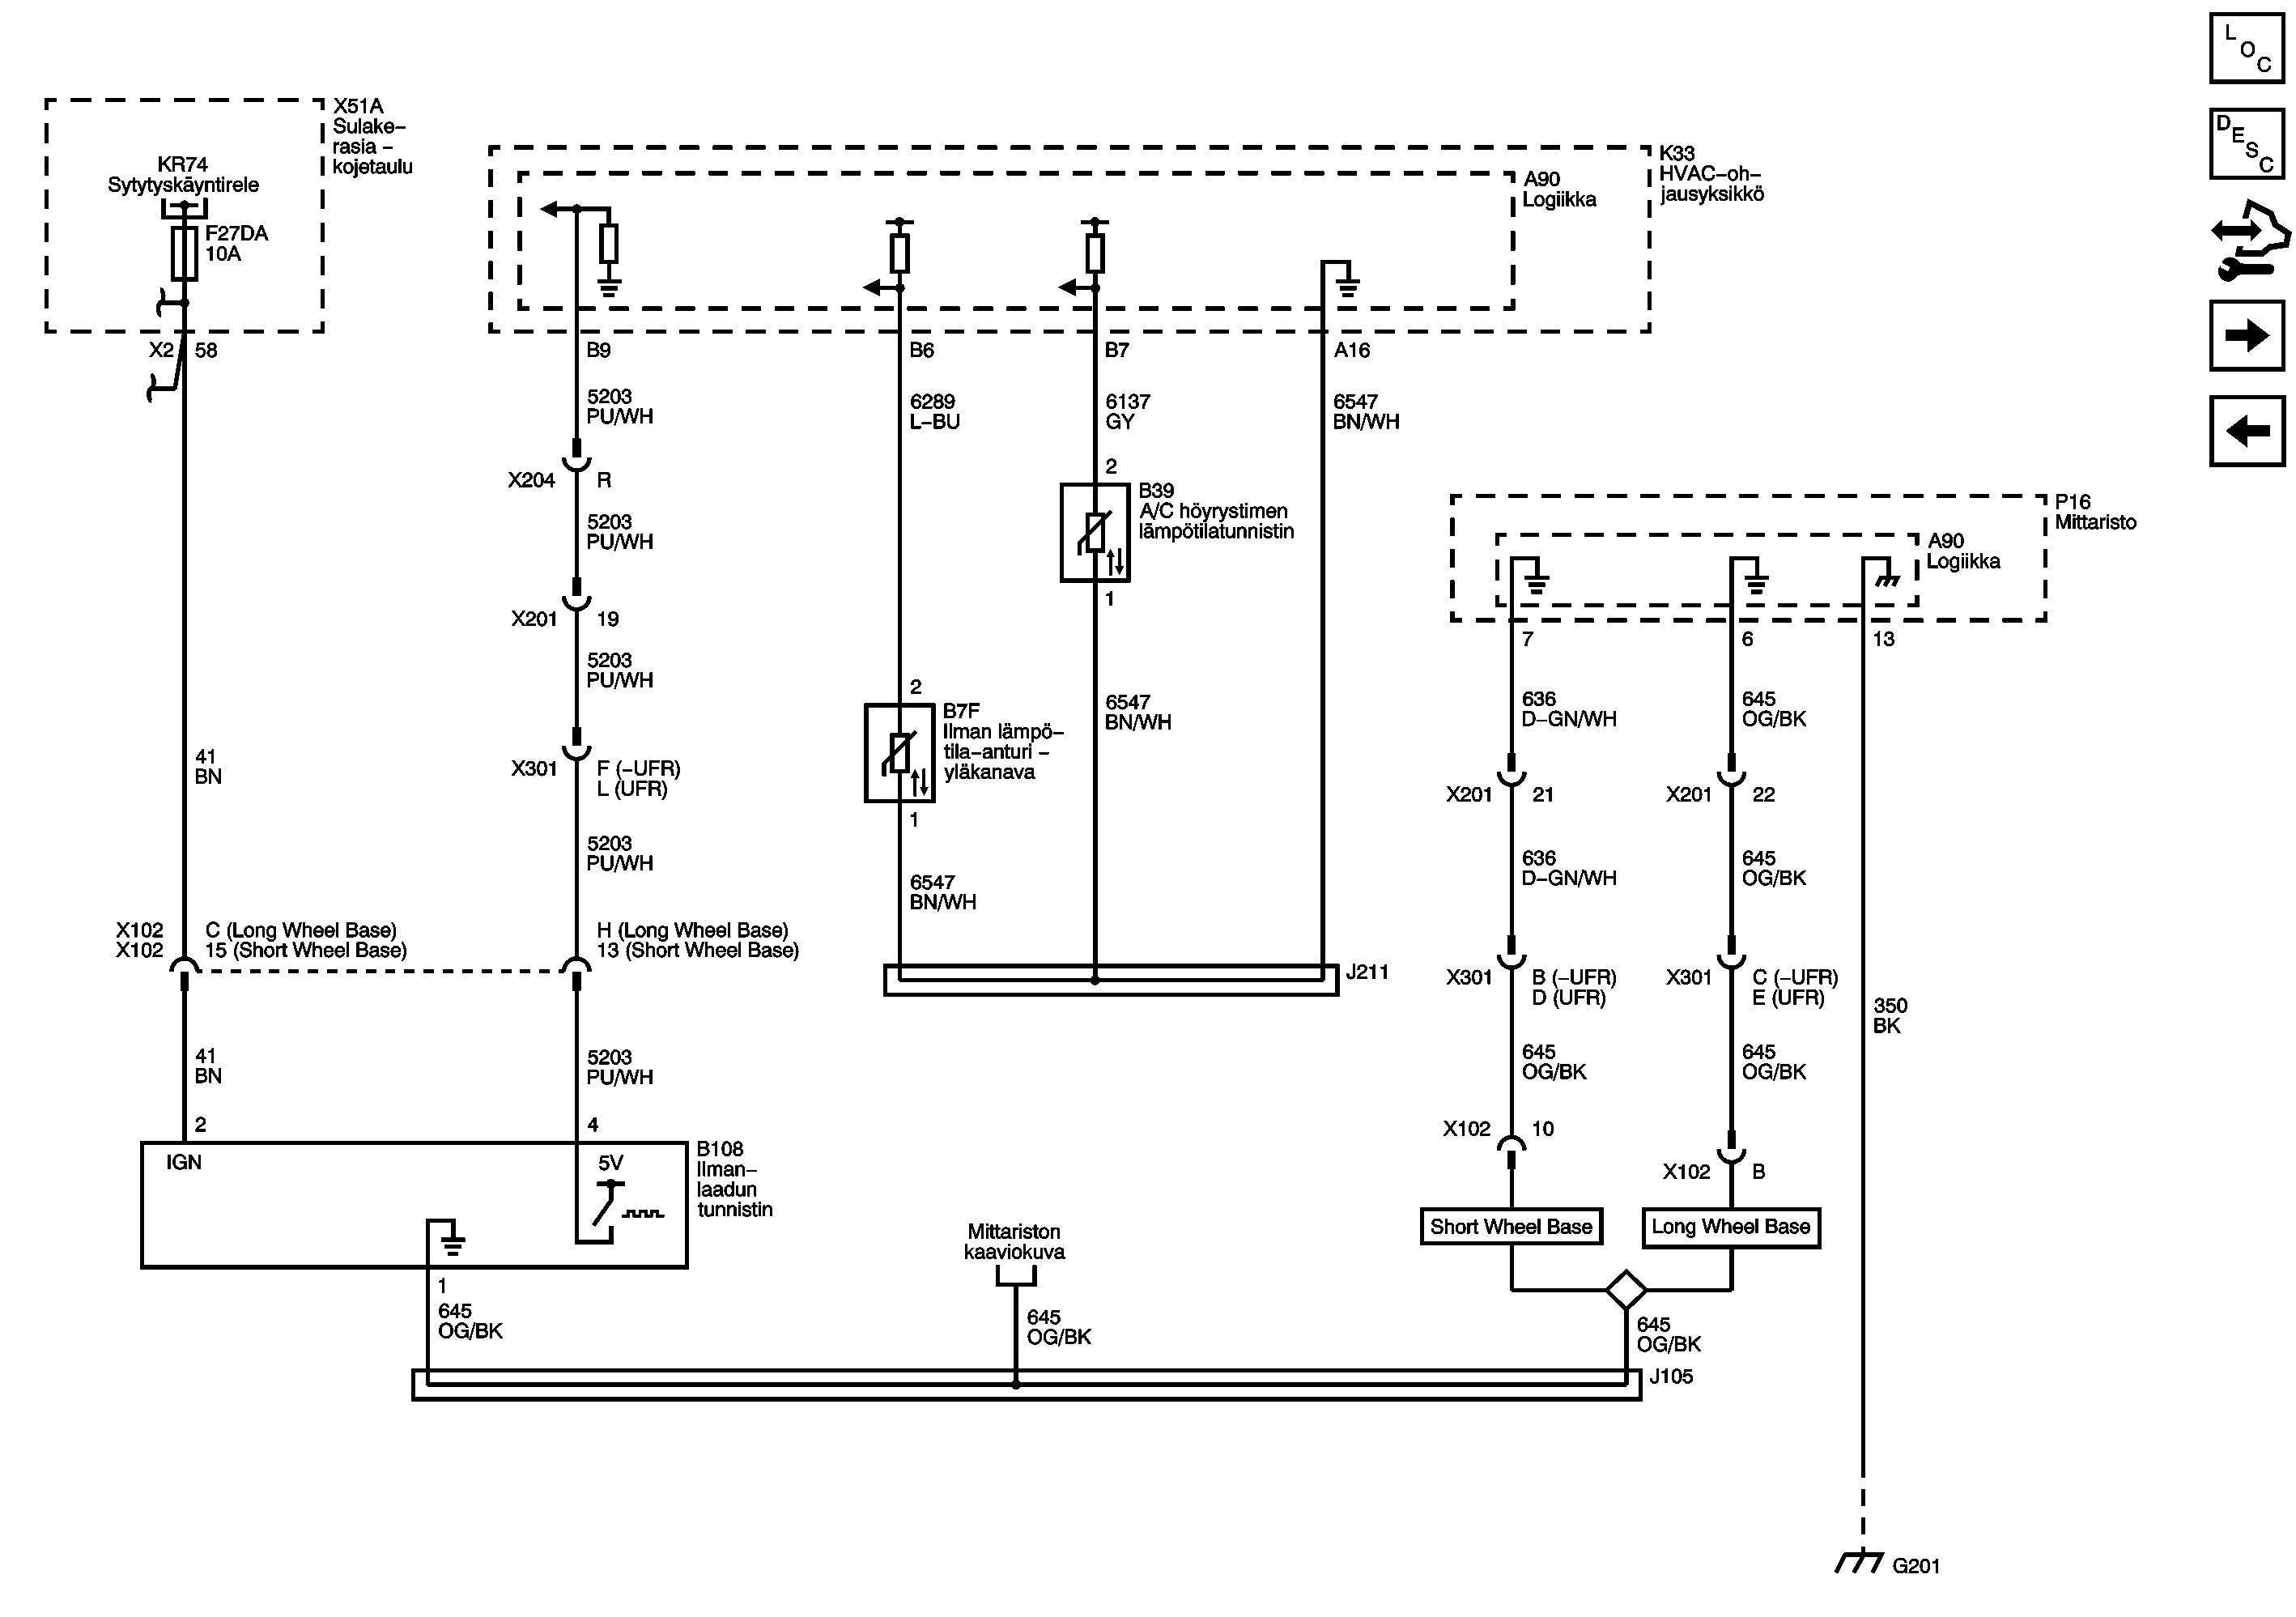 L
O
C
D
E
S
C
X51A
Sulake–
rasia –
kojetaulu
KR74
Sytytyskäyntirele
F27DA
10A
X2
58
K33
HVAC–oh–
jausyksikkö
A90
Logiikka
B9
B6
B7
A16
5203
PU/WH
6289
L–BU
6137
GY
6547
BN/WH
X204
R
5203
PU/WH
2
B39
A/C höyrystimen
lämpötilatunnistin
1
P16
Mittaristo
A90
Logiikka
X201
19
7
6
13
5203
PU/WH
2
B7F
Ilman lämpö–
tila–anturi –
yläkanava
1
6547
BN/WH
636
D–GN/WH
645
OG/BK
41
BN
X301
F (–UFR)
L (UFR)
X201
21
X201
22
5203
PU/WH
6547
BN/WH
636
D–GN/WH
645
OG/BK
X102
X102
C (Long Wheel Base)
15 (Short Wheel Base)
H (Long Wheel Base)
13 (Short Wheel Base)
J211
X301
B (–UFR)
D (UFR)
X301
C (–UFR)
E (UFR)
350
BK
41
BN
5203
PU/WH
645
OG/BK
645
OG/BK
2
4
X102
10
X102
B
IGN
5V
B108
Ilman–
laadun
tunnistin
Short Wheel Base
Long Wheel Base
Mittariston
kaaviokuva
1
645
OG/BK
645
OG/BK
645
OG/BK
J105
G201